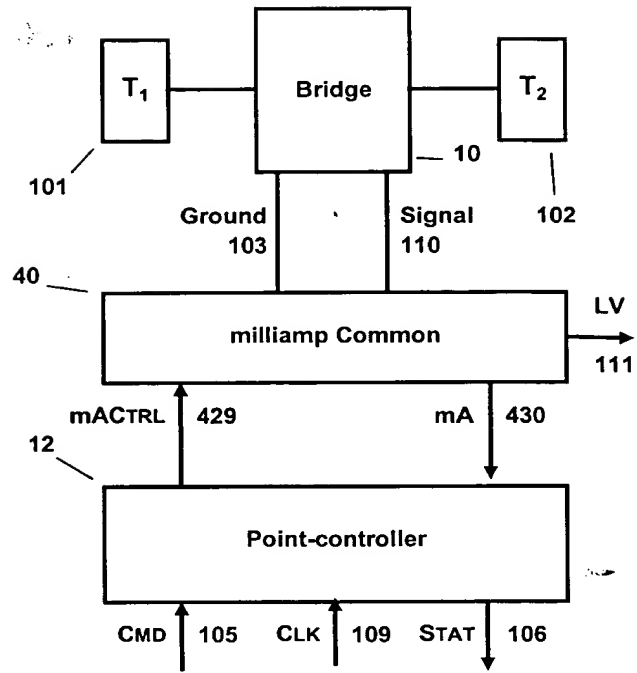 T1
Bridge
T2
101
10
102
Ground
103
Signal
110
40
milliamp Common
LV
111
mACTRL
429
mA
430
12
Point-controller
CMD
105
CLK
109
STAT
106